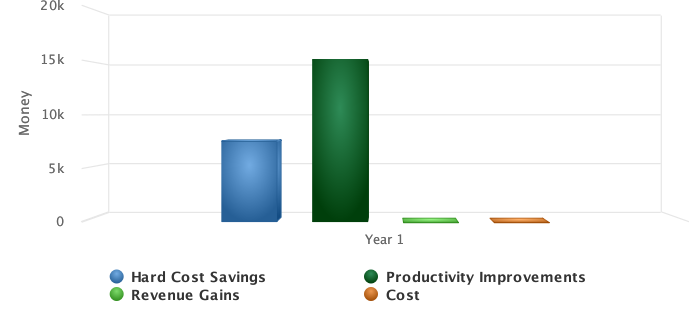 20k
15k
10k
5k
0
Money
Year 1
Hard Cost Savings
Productivity Improvements
Revenue Gains
Cost